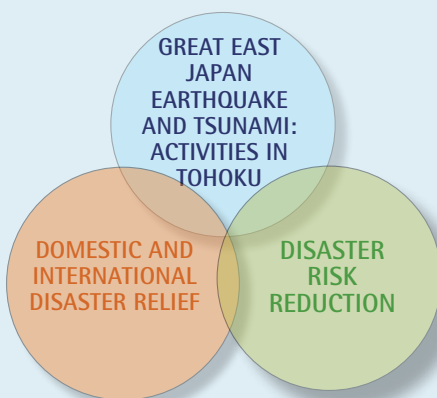 GREAT EAST
JAPAN
EARTHQUAKE
AND TSUNAMI:
ACTIVITIES IN
TOHOKU
DOMESTIC AND
INTERNATIONAL
DISASTER RELIEF
DISASTER
RISK
REDUCTION